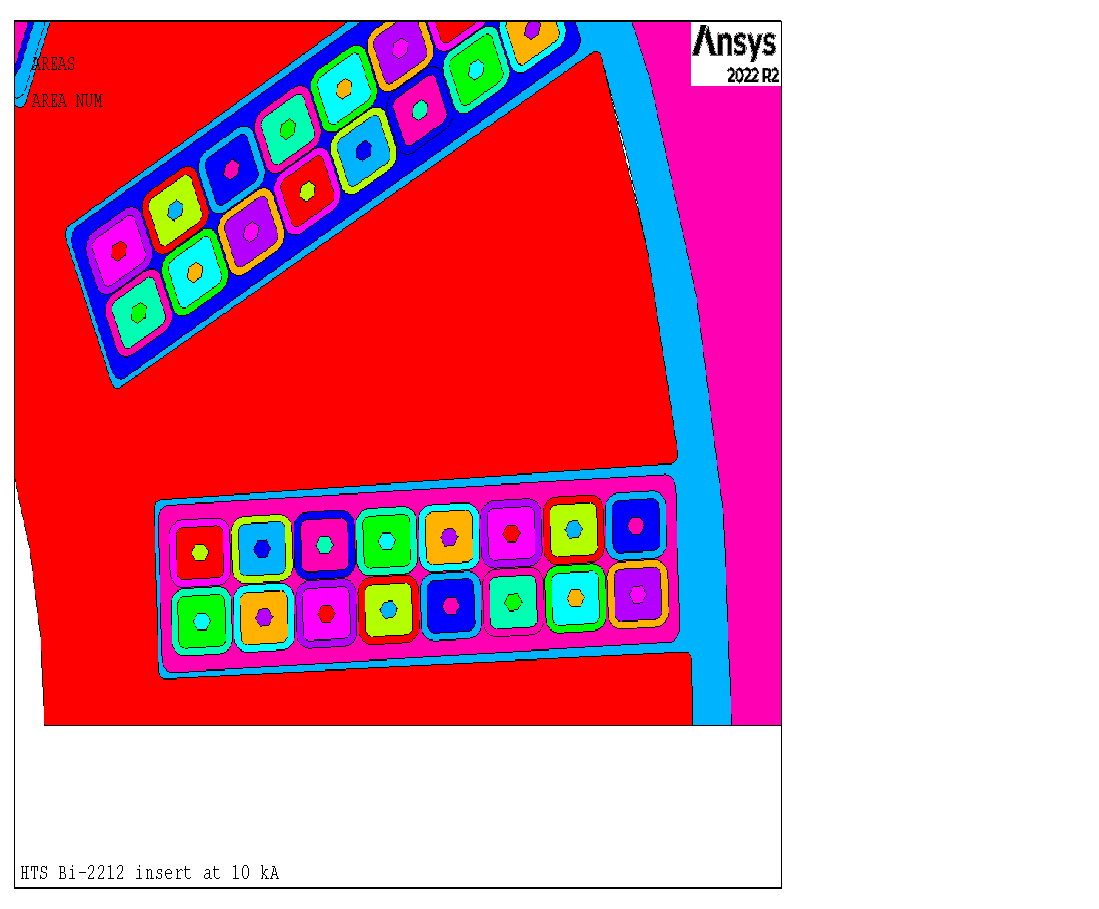 Ansys
2022 R2
AREAS
AREA NUM
HTS Bi-2212 insert at 10 kA